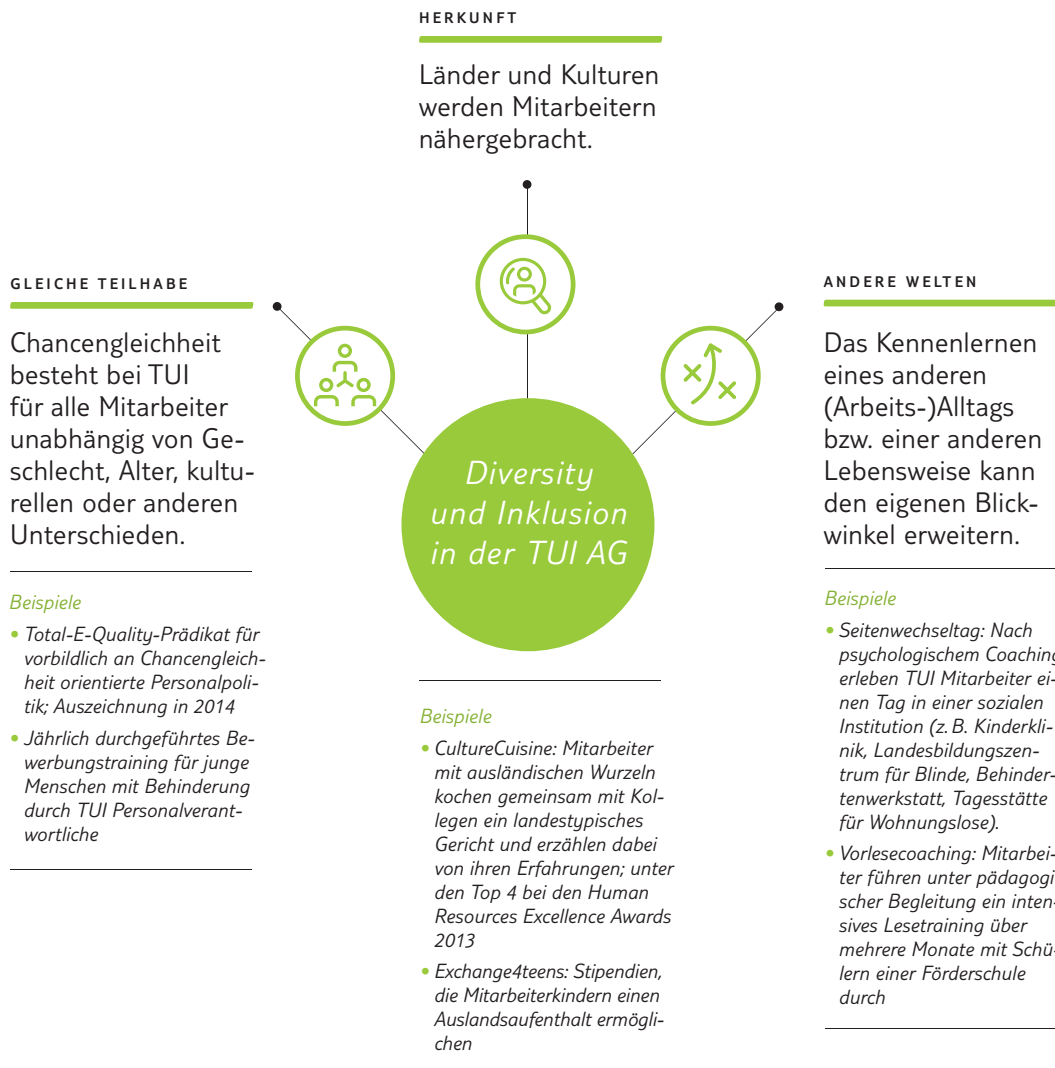 HERKUNFT
Länder und Kulturen
werden Mitarbeitern
nähergebracht.
GLEICHE TEILHABE
Chancengleichheit
besteht bei TUI
für alle Mitarbeiter
unabhängig von Ge-
schlecht, Alter, kultu-
rellen oder anderen
Unterschieden.
Beispiele
• Total-E-Quality-Prädikat für
vorbildlich an Chancengleich-
heit orientierte Personalpoli-
tik; Auszeichnung in 2014
• Jährlich durchgeführtes Be-
werbungstraining für junge
Menschen mit Behinderung
durch TUI Personalverant-
wortliche
Diversity
und Inklusion
in der TUI AG
Beispiele
• CultureCuisine: Mitarbeiter
mit ausländischen Wurzeln
kochen gemeinsam mit Kol-
legen ein landestypisches
Gericht und erzählen dabei
von ihren Erfahrungen; unter
den Top 4 bei den Human
Resources Excellence Awards
2013
• Exchange4teens: Stipendien,
die Mitarbeiterkindern einen
Auslandsaufenthalt ermögli-
chen
ANDERE WELTEN
Das Kennenlernen
eines anderen
(Arbeits-)Alltags
bzw. einer anderen
Lebensweise kann
den eigenen Blick-
winkel erweitern.
Beispiele
• Seitenwechseltag: Nach
psychologischem Coaching
erleben TUI Mitarbeiter ei-
nen Tag in einer sozialen
Institution (z. B. Kinderkli-
nik, Landesbildungszen-
trum für Blinde, Behinder-
tenwerkstatt, Tagesstätte
für Wohnungslose).
• Vorlesecoaching: Mitarbei-
ter führen unter pädagogi-
scher Begleitung ein inten-
sives Lesetraining über
mehrere Monate mit Schü-
lern einer Förderschule
durch